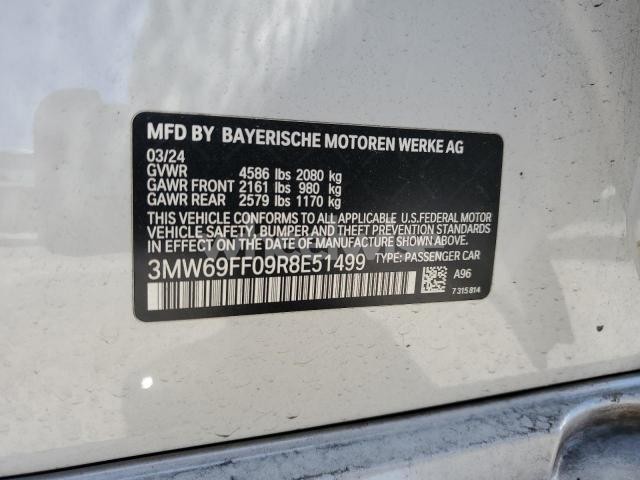 MFD BY BAYERISCHE MOTOREN WERKE AG
03/24
GVWR 4586 lbs 2080 kg
GAWR FRONT 2161 lbs 980 kg
GAWR REAR 2579 lbs 1170 kg
THIS VEHICLE CONFORMS TO ALL APPLICABLE U.S.FEDERAL MOTOR
VEHICLE SAFETY, BUMPER AND THEFT PREVENTION STANDARDS
IN EFFECT ON THE DATE OF MANUFACTURE SHOWN ABOVE.
3MW69FF09R8E51499 TYPE: PASSENGER CAR
A96
7 315 814